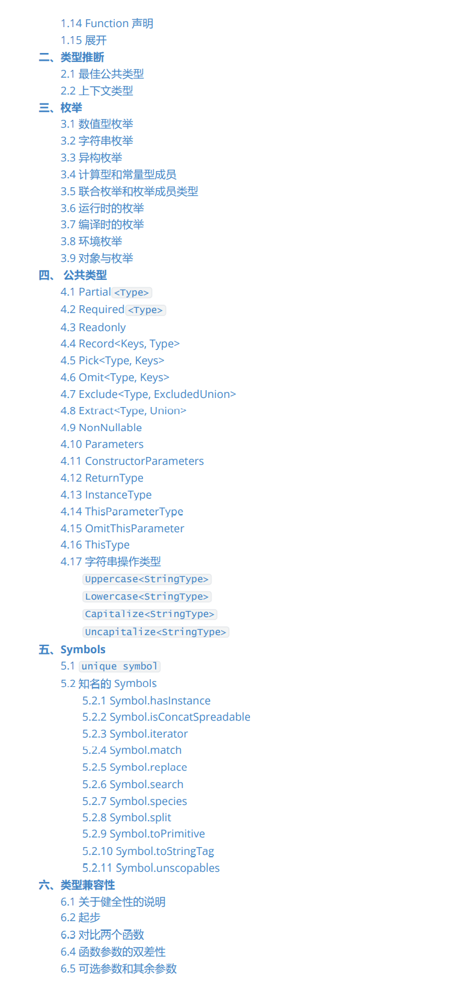 1.14 Function 声明
1.15 展开
二、类型推断
2.1 最佳公共类型
2.2 上下文类型
三、枚举
3.1 数值型枚举
3.2 字符串枚举
3.3 异构枚举
3.4 计算型和常量型成员
3.5 联合枚举和枚举成员类型
3.6 运行时的枚举
3.7 编译时的枚举
3.8 环境枚举
3.9 对象与枚举
四、 公共类型
4.1 Partial<Type>
4.2 Required<Type>
4.3 Readonly
4.4 Record<Keys, Type>
4.5 Pick<Type, Keys>
4.6 Omit<Type, Keys>
4.7 Exclude<Type, ExcludedUnion>
4.8 Extract<Type, Union>
4.9 NonNullable
4.10 Parameters
4.11 ConstructorParameters
4.12 ReturnType
4.13 InstanceType
4.14 ThisParameterType
4.15 OmitThisParameter
4.16 ThisType
4.17 字符串操作类型
Uppercase<StringType>
Lowercase<StringType>
Capitalize<StringType>
Uncapitalize<StringType>
五、Symbols
5.1 unique symbol
5.2 知名的 Symbols
5.2.1 Symbol.hasInstance
5.2.2 Symbol.isConcatSpreadable
5.2.3 Symbol.iterator
5.2.4 Symbol.match
5.2.5 Symbol.replace
5.2.6 Symbol.search
5.2.7 Symbol.species
5.2.8 Symbol.split
5.2.9 Symbol.toPrimitive
5.2.10 Symbol.toStringTag
5.2.11 Symbol.unscopables
六、类型兼容性
6.1 关于健全性的说明
6.2 起步
6.3 对比两个函数
6.4 函数参数的双差性
6.5 可选参数和其余参数